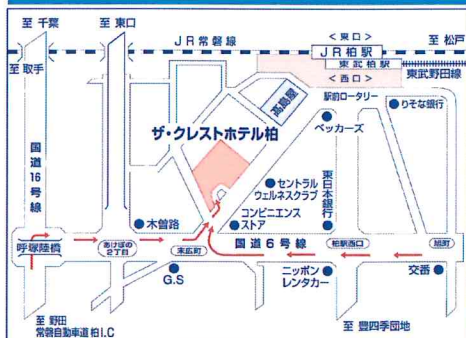 至 千葉
至 東口
＜東口＞
JR常磐線
JR柏駅
至 松戸
東武柏駅
至 取手
＜西口＞
東武野田線
駅前ロータリー
高島屋
りそな銀行
ベッカーズ
ザ・クレストホテル柏
国道16号線
セントラル
ウェルネスクラブ
東日本銀行
木曽路
コンビニエンス
ストア
呼塚陸橋
あけぼの
2丁目
末広町
国道6号線
柏駅西口
旭町
G.S
ニッポン
レンタカー
交番
至 野田
常磐自動車道 柏I.C
至 豊四季団地